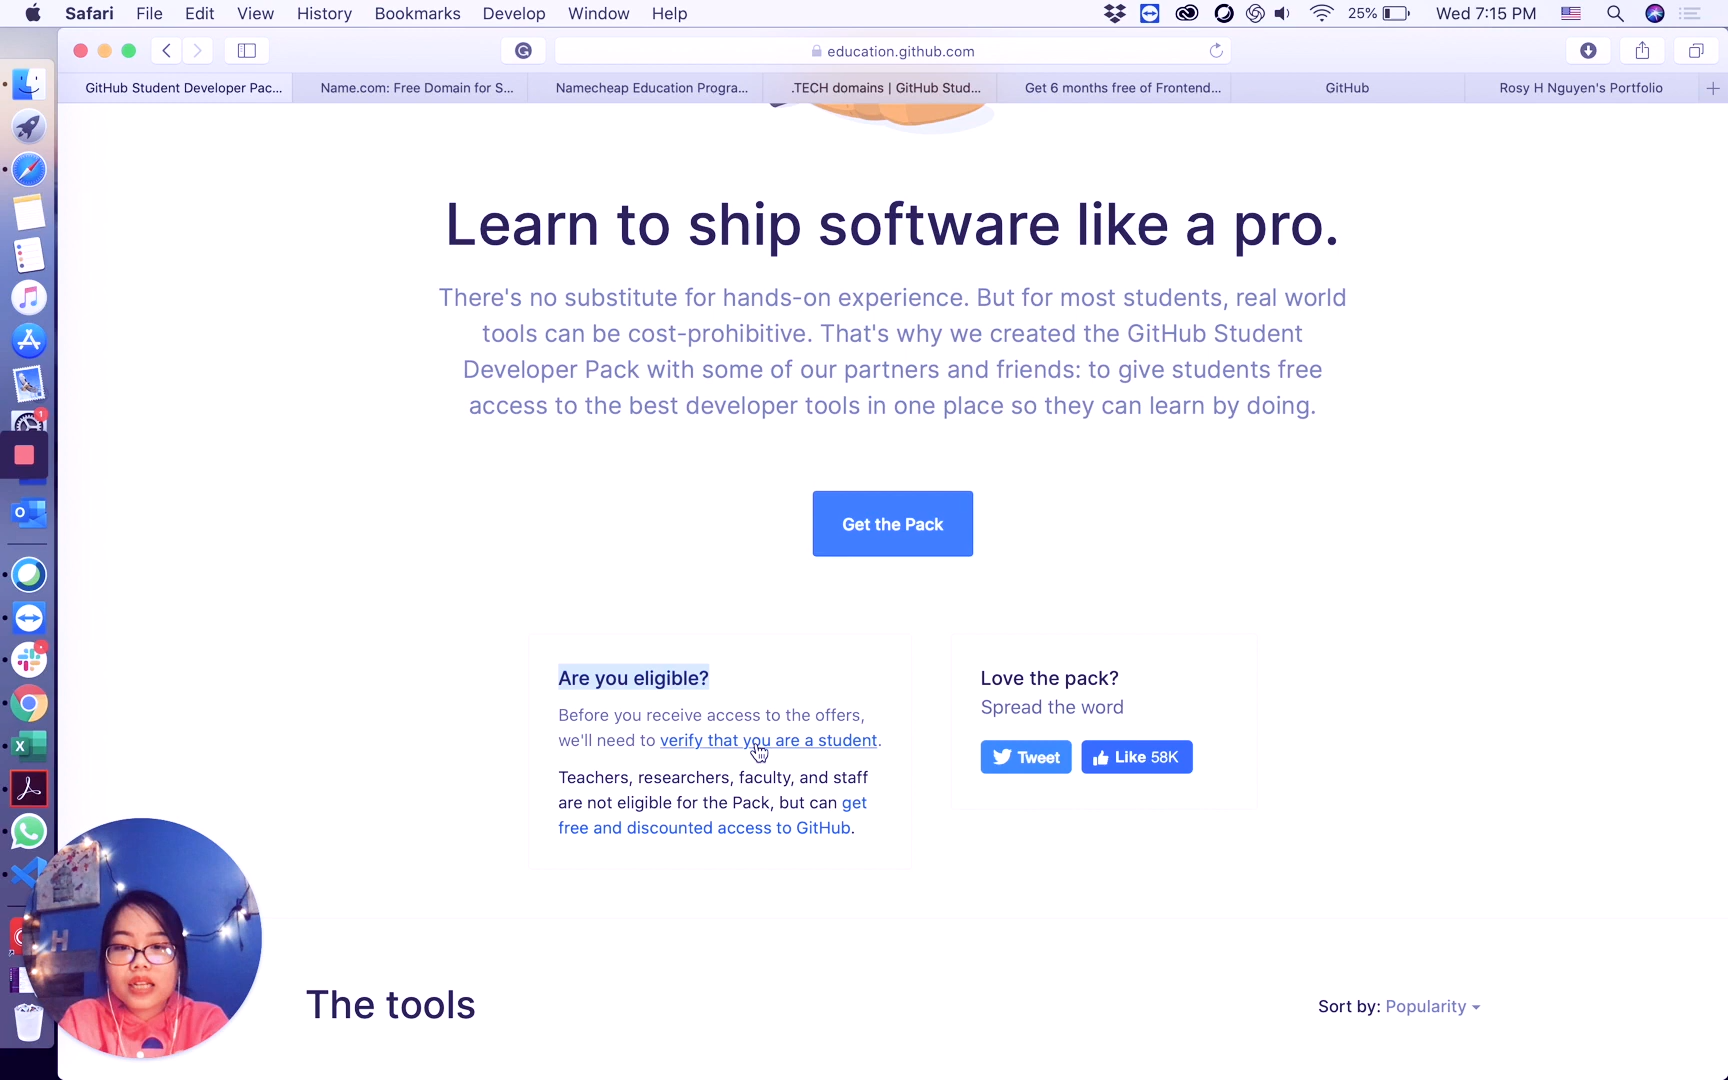 Safari File Edit View History Bookmarks Develop Window Help 25% Wed 7:15 PM
education.github.com
GitHub Student Developer Pac... Name.com: Free Domain for S... Namecheap Education Progra... .TECH domains | GitHub Stud... Get 6 months free of Frontend... GitHub Rosy H Nguyen's Portfolio
Learn to ship software like a pro.
There's no substitute for hands-on experience. But for most students, real world
tools can be cost-prohibitive. That's why we created the GitHub Student
Developer Pack with some of our partners and friends: to give students free
access to the best developer tools in one place so they can learn by doing.
Get the Pack
Are you eligible?
Before you receive access to the offers,
we'll need to verify that you are a student.
Teachers, researchers, faculty, and staff
are not eligible for the Pack, but can get
free and discounted access to GitHub.
Love the pack?
Spread the word
Tweet Like 58K
The tools
Sort by: Popularity
1
H